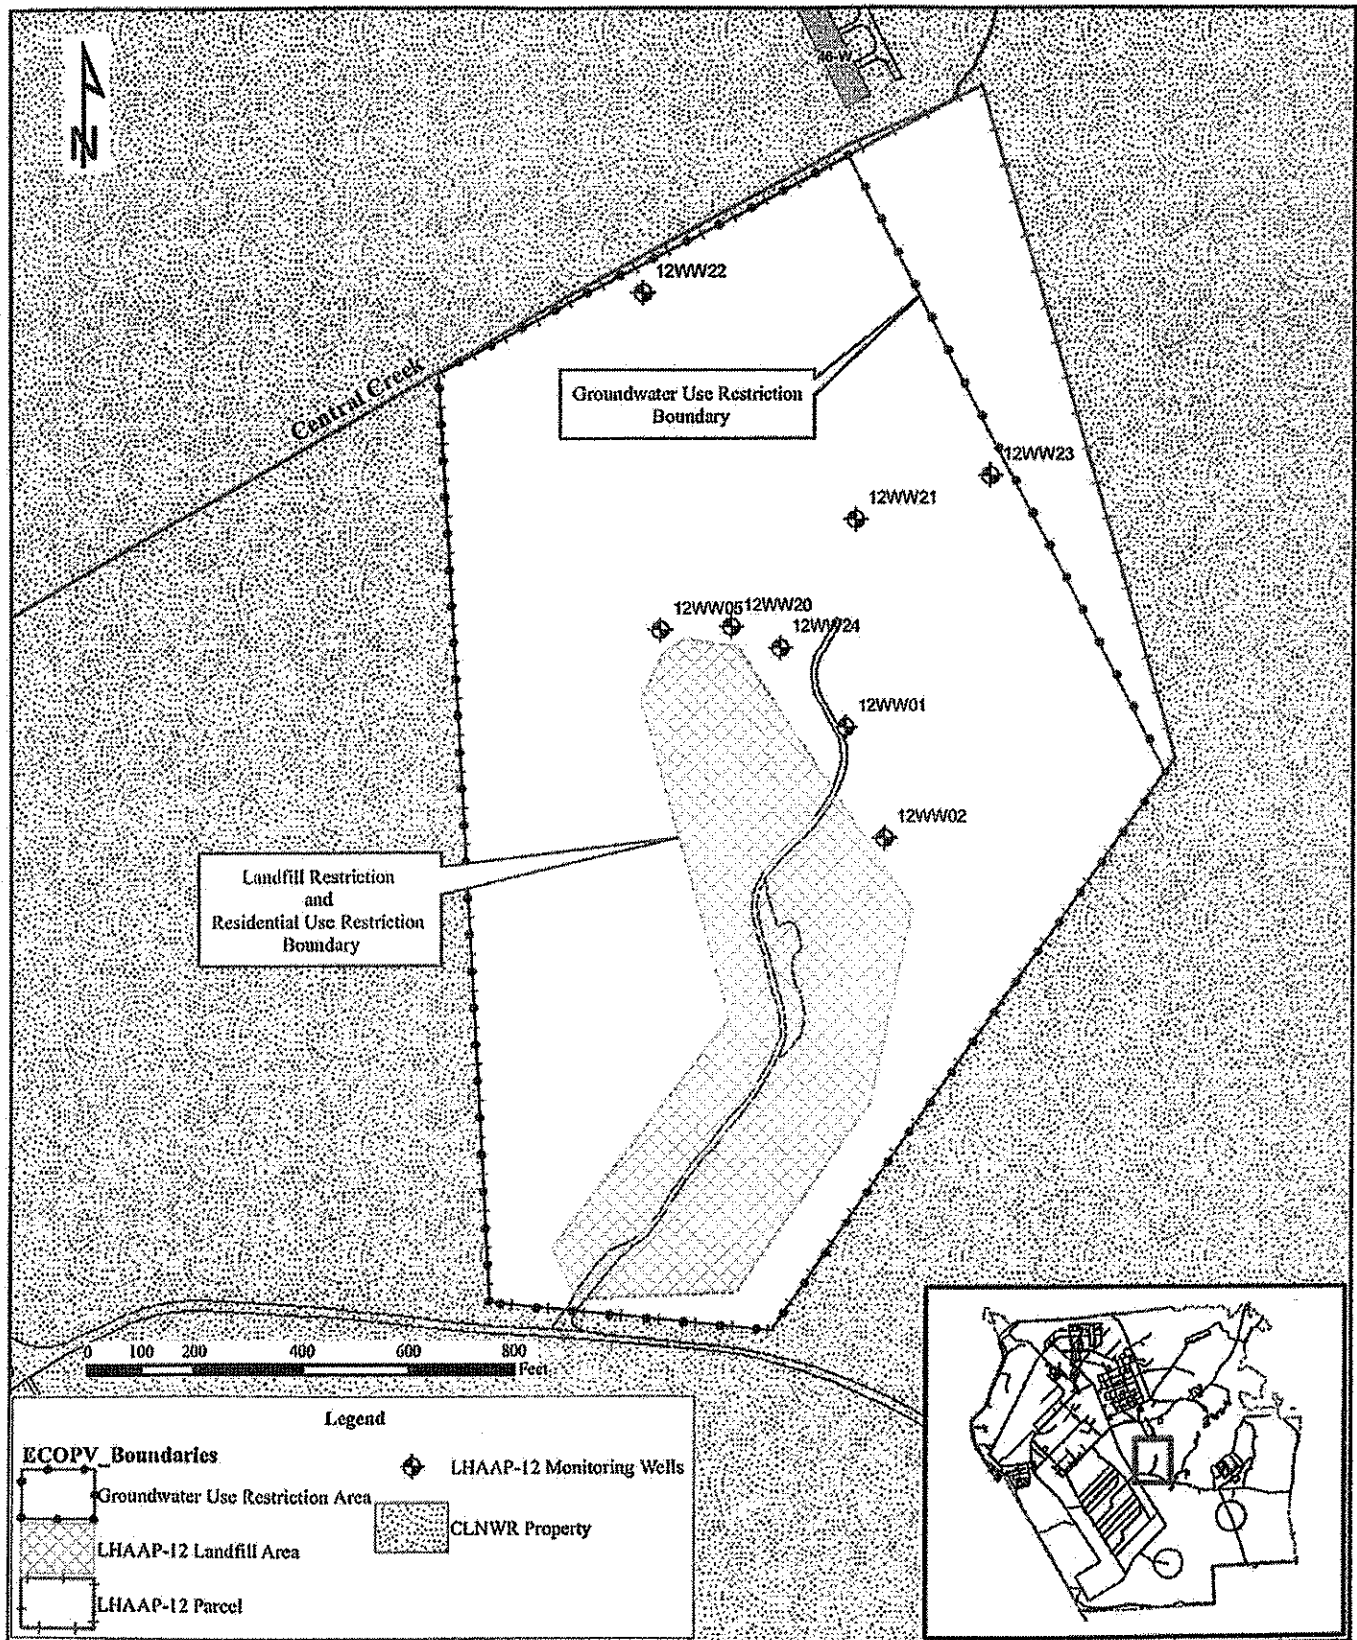 46-W
N
12WW22
Central Creek
Groundwater Use Restriction
Boundary
12WW23
12WW21
12WW05
12WW20
12WW24
12WW01
12WW02
Landfill Restriction
and
Residential Use Restriction
Boundary
0 100 200 400 600 800
Feet
Legend
ECOPV_Boundaries
Groundwater Use Restriction Area
LHAAP-12 Landfill Area
LHAAP-12 Parcel
LHAAP-12 Monitoring Wells
CLNWR Property